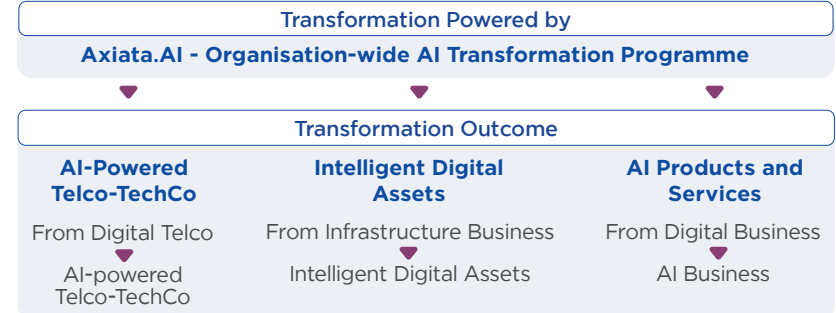 Transformation Powered by
Axiata.AI - Organisation-wide AI Transformation Programme
Transformation Outcome
AI-Powered
Telco-TechCo
From Digital Telco
AI-powered
Telco-TechCo
Intelligent Digital
Assets
From Infrastructure Business
Intelligent Digital Assets
AI Products and
Services
From Digital Business
AI Business